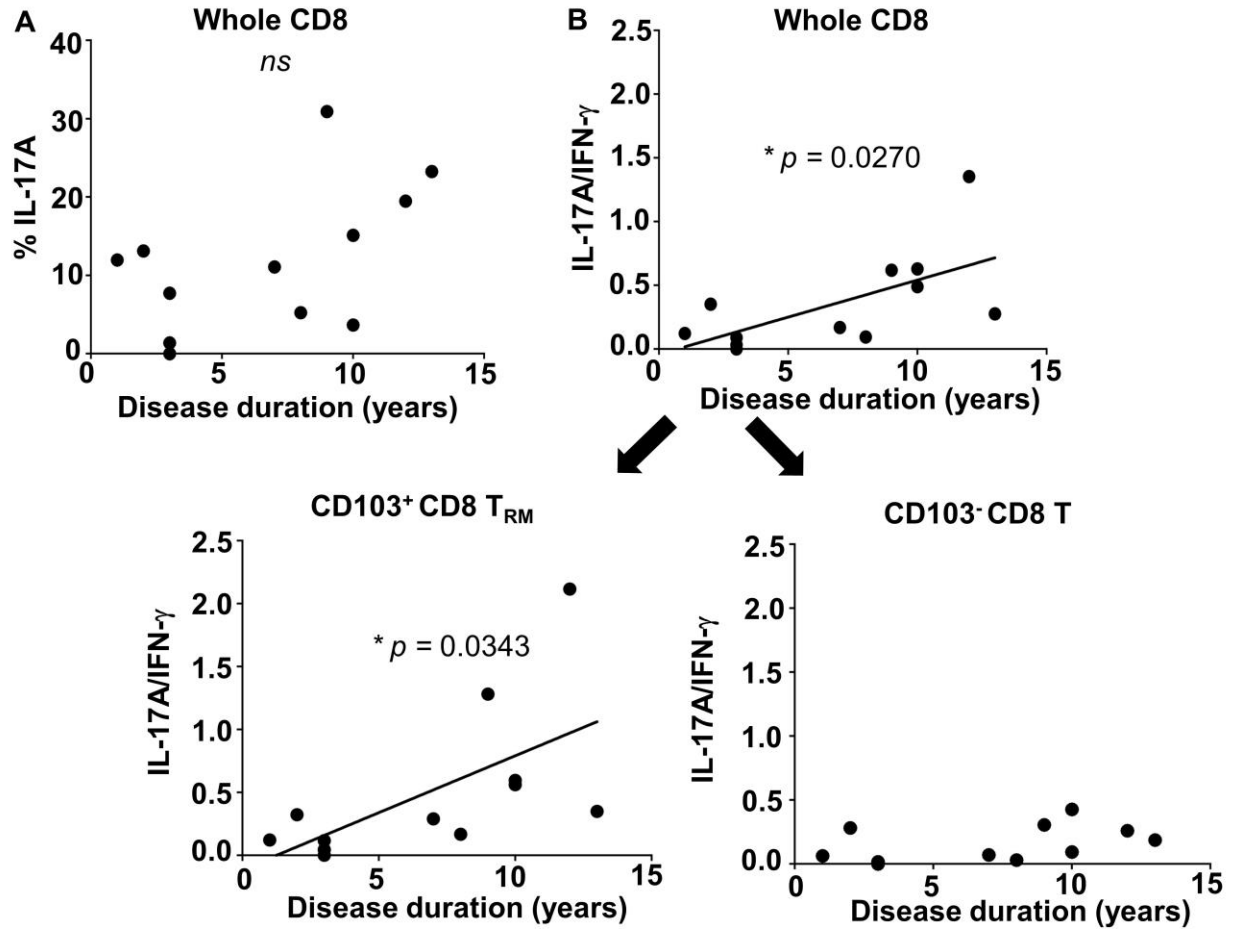 A
Whole CD8
ns
% IL-17A
40
30
20
10
0
0 5 10 15
Disease duration (years)
B
Whole CD8
* p = 0.0270
IL-17A/IFN-γ
2.5
2.0
1.5
1.0
0.5
0.0
0 5 10 15
Disease duration (years)
CD103+ CD8 TRM
* p = 0.0343
IL-17A/IFN-γ
2.5
2.0
1.5
1.0
0.5
0.0
0 5 10 15
Disease duration (years)
CD103- CD8 T
IL-17A/IFN-γ
2.5
2.0
1.5
1.0
0.5
0.0
0 5 10 15
Disease duration (years)